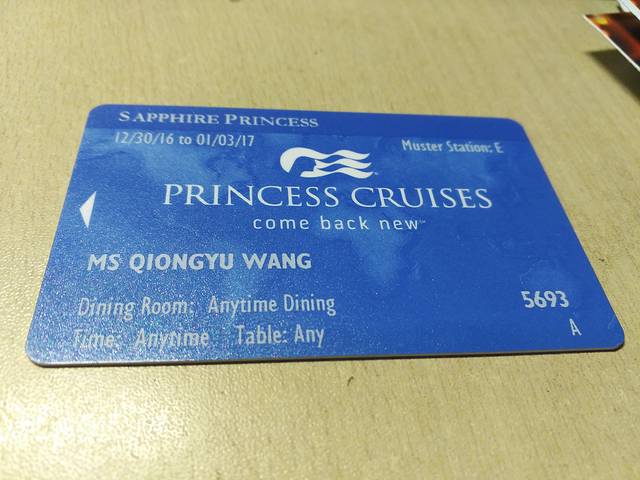 SAPPHIRE PRINCESS
12/30/16 to 01/03/17
Muster Station: E
PRINCESS CRUISES
come back new℠
MS QIONGYU WANG
Dining Room: Anytime Dining
5693
Time: Anytime Table: Any
A